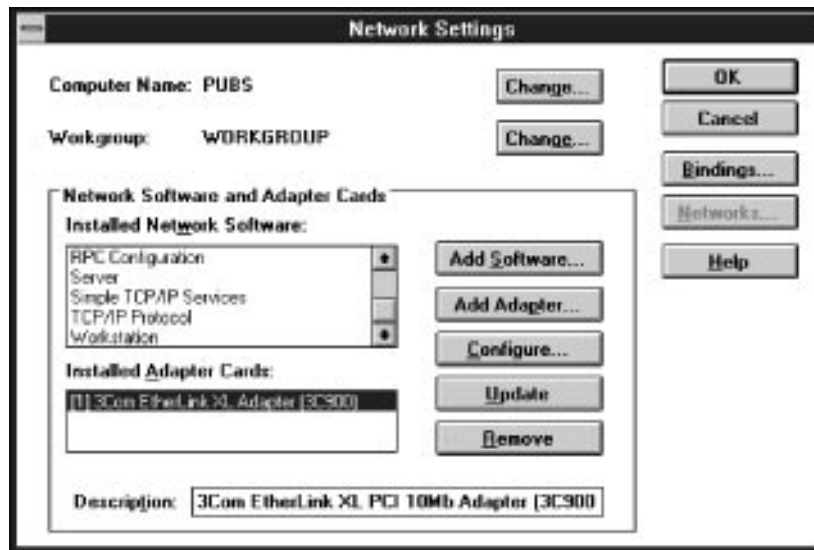 Network Settings
Computer Name: PUBS
Change...
OK
Cancel
Workgroup: WORKGROUP
Change...
Bindings...
Networks...
Help
Network Software and Adapter Cards
Installed Network Software:
RPC Configuration
Server
Simple TCP/IP Services
TCP/IP Protocol
Workstation
Add Software...
Add Adapter...
Configure...
Update
Remove
Installed Adapter Cards:
[1] 3Com EtherLink XL Adapter (3C900)
Description: 3Com EtherLink XL PCI 10Mb Adapter (3C900